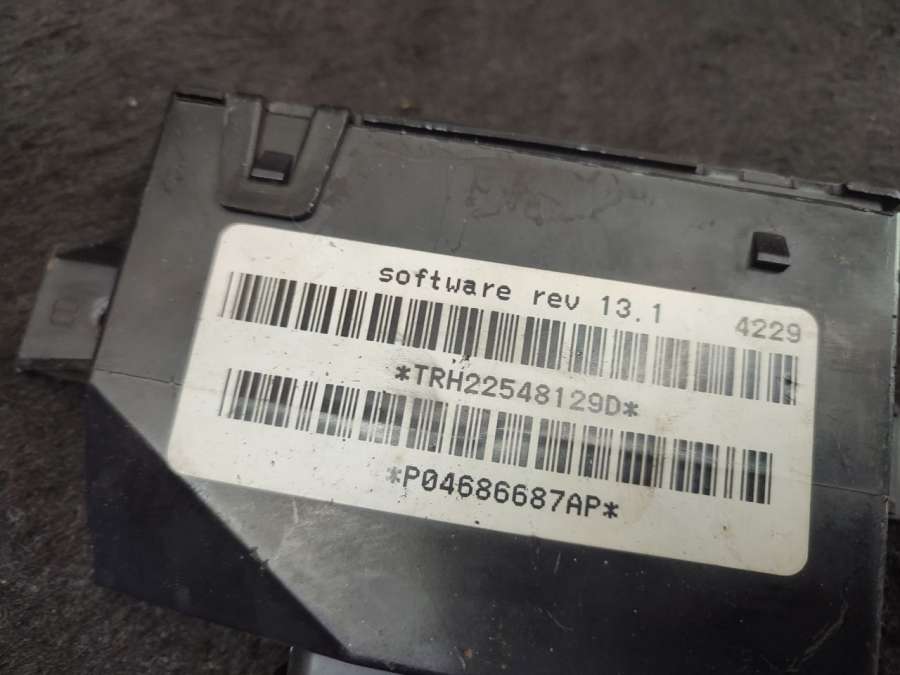 software rev 13.1 4229
*TRH22548129D*
*P04686687AP*